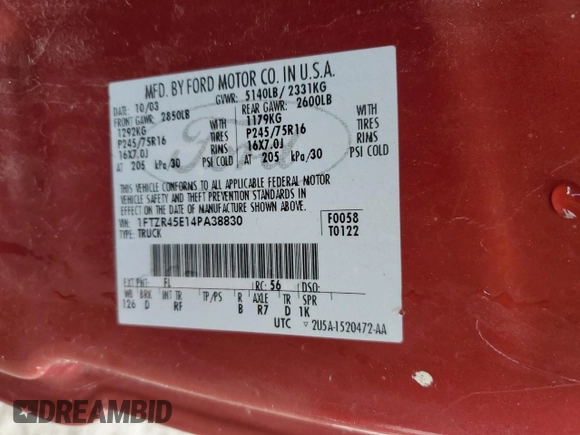 MFD. BY FORD MOTOR CO. IN U.S.A.
DATE: 10/03 GVWR: 5140LB/ 2331KG
FRONT GAWR: 2850LB REAR GAWR: 2600LB
1292KG WITH 1179KG WITH
P245/75R16 TIRES P245/75R16 TIRES
16X7.0J RIMS 16X7.0J RIMS
AT 205 kPa/30 PSI COLD AT 205 kPa/30 PSI COLD
THIS VEHICLE CONFORMS TO ALL APPLICABLE FEDERAL MOTOR
VEHICLE SAFETY AND THEFT PREVENTION STANDARDS IN EFFECT
ON THE DATE OF MANUFACTURE SHOWN ABOVE.
VIN: 1FTZR45E14PA38830 F0058
TYPE: TRUCK T0122
EXT PNT: FL RC: 56 DSO:
WB BRK INT TR TP/PS R AXLE TR SPR
126 D RF B R7 D 1K
UTC ▽ 2U5A-1520472-AA
Ford
DREAMBID